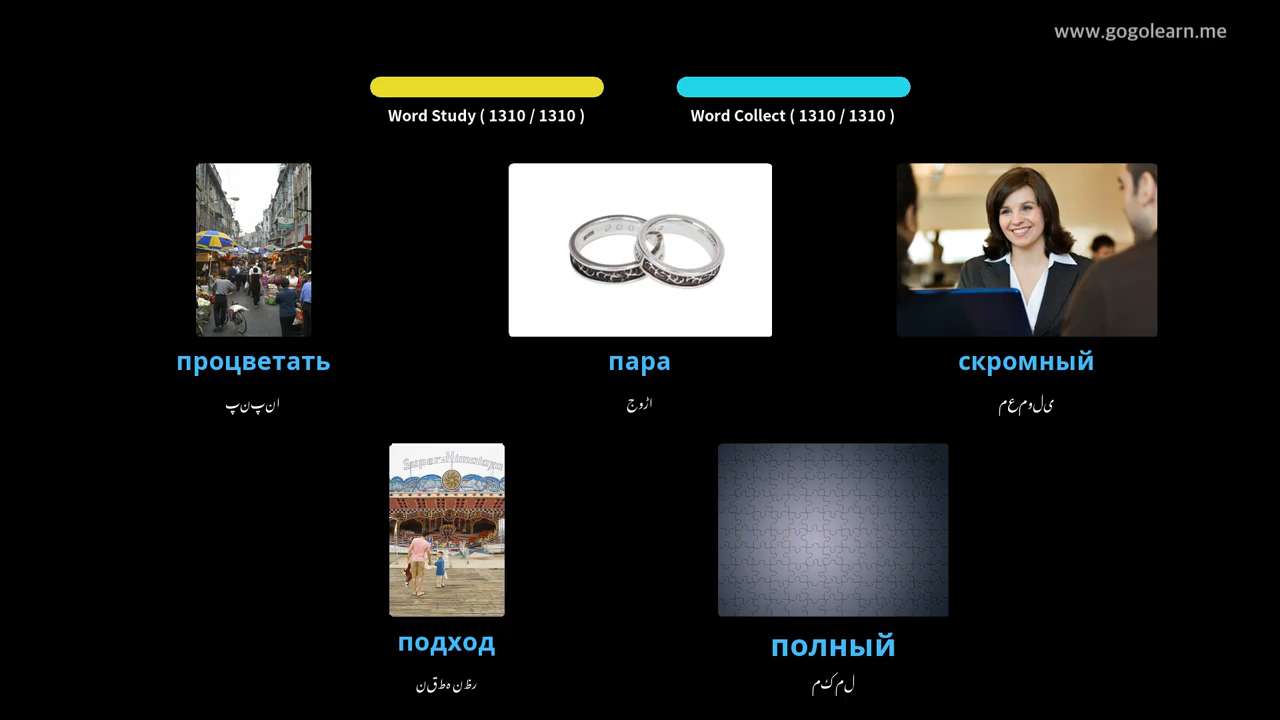 www.gogolearn.me
Word Study ( 1310 / 1310 )
Word Collect ( 1310 / 1310 )
процветать
пара
скромный
پنپنا
جوڑا
معمولی
подход
полный
نقطہ نظر
مکمل